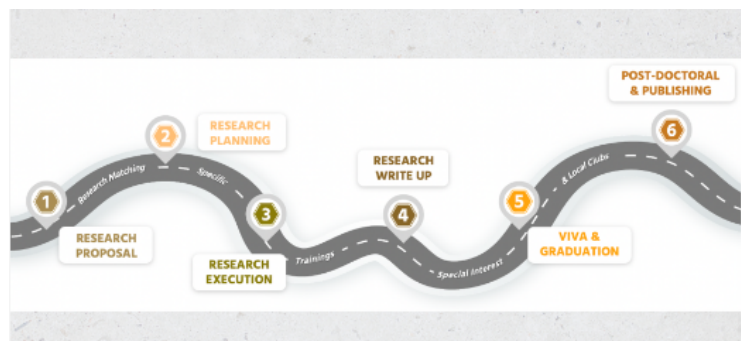 1
RESEARCH
PROPOSAL
Research Matching
2
RESEARCH
PLANNING
Specific
3
RESEARCH
EXECUTION
Trainings
RESEARCH
WRITE UP
4
Special Interest
5
VIVA &
GRADUATION
& Local Clubs
POST-DOCTORAL
& PUBLISHING
6